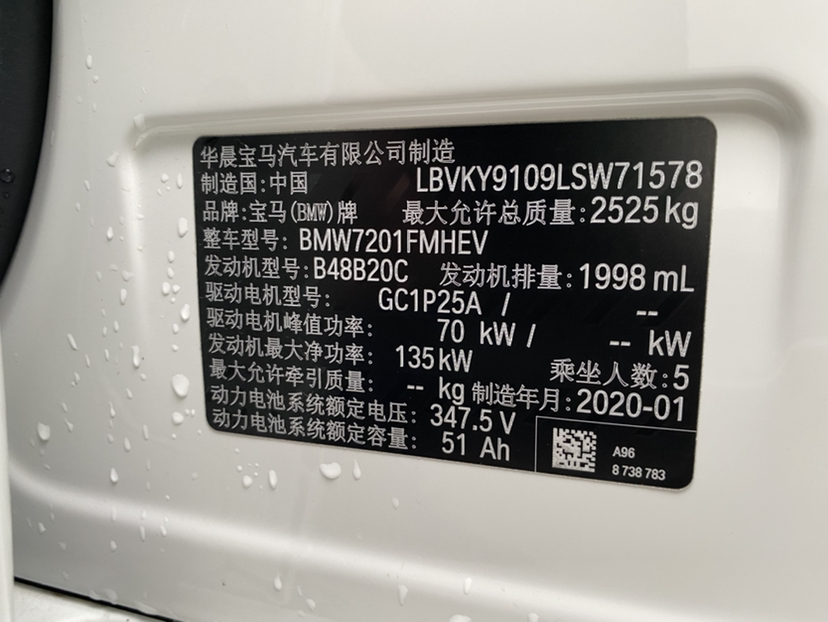 华晨宝马汽车有限公司制造
制造国:中国 LBVKY9109LSW71578
品牌:宝马(BMW)牌 最大允许总质量:2525kg
整车型号:BMW7201FMHEV
发动机型号:B48B20C 发动机排量:1998 mL
驱动电机型号: GC1P25A / --
驱动电机峰值功率: 70 kW / -- kW
发动机最大净功率: 135kW 乘坐人数:5
最大允许牵引质量: -- kg 制造年月:2020-01
动力电池系统额定电压: 347.5 V
动力电池系统额定容量: 51 Ah
A96
8 738 783